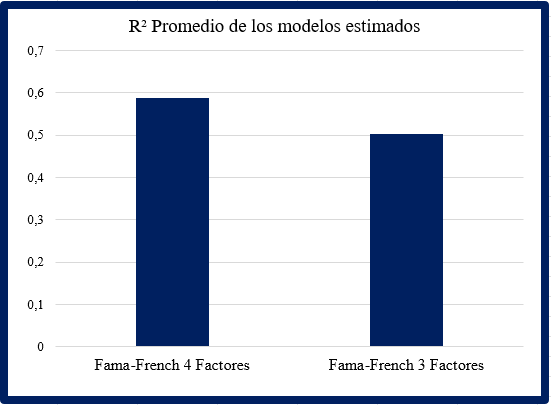 R² Promedio de los modelos estimados
0,7
0,6
0,5
0,4
0,3
0,2
0,1
0
Fama-French 4 Factores
Fama-French 3 Factores